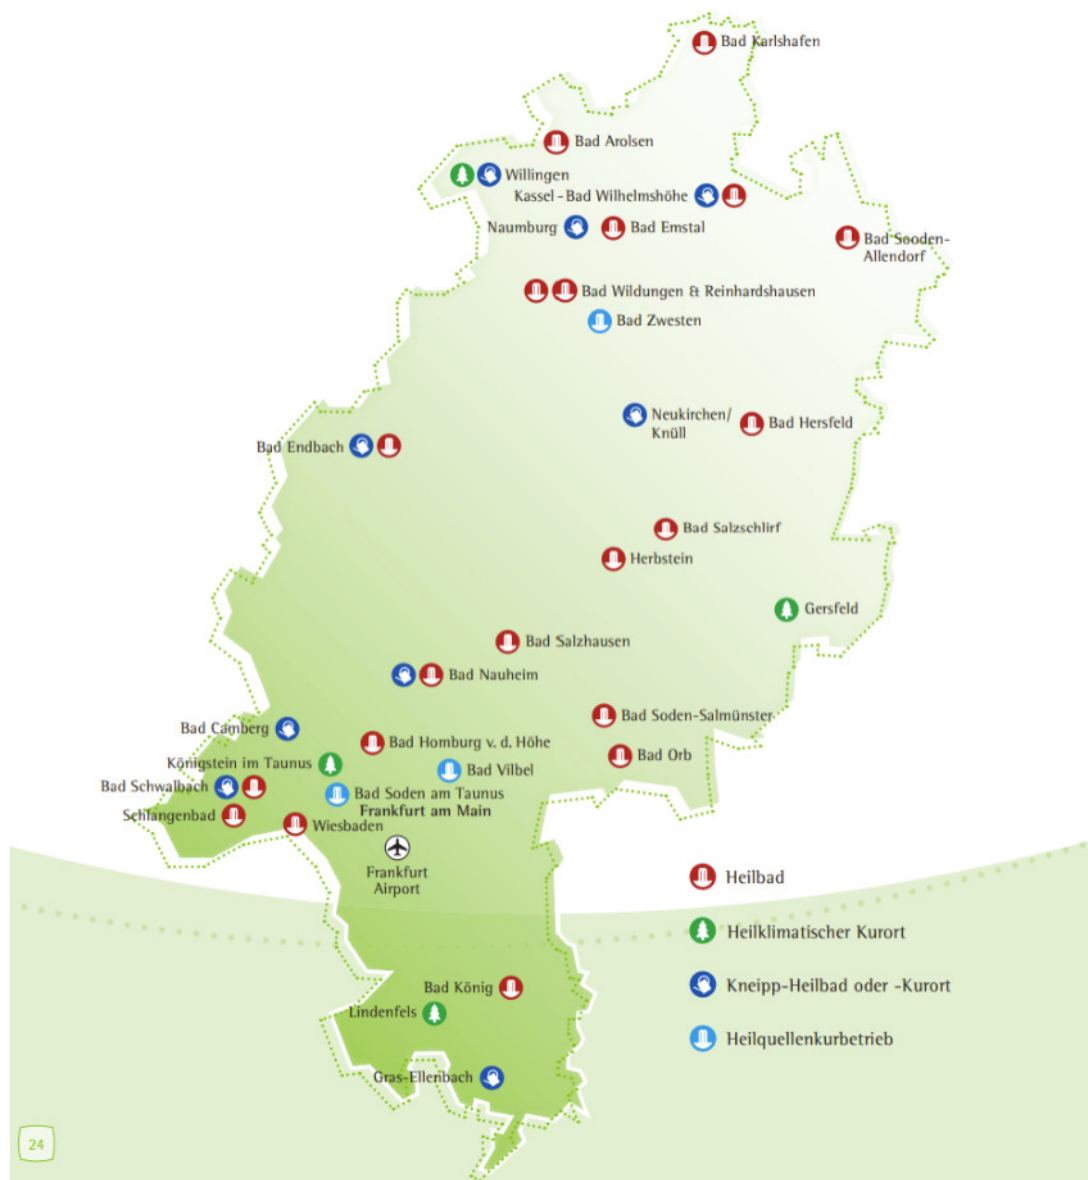 Bad Karlshafen
Bad Arolsen
Willingen
Kassel - Bad Wilhelmshöhe
Naumburg
Bad Emstal
Bad Sooden-
Allendorf
Bad Wildungen & Reinhardshausen
Bad Zwesten
Neukirchen/
Knüll
Bad Hersfeld
Bad Endbach
Bad Salzschlirf
Herbstein
Gersfeld
Bad Salzhausen
Bad Nauheim
Bad Soden-Salmünster
Bad Camberg
Bad Homburg v. d. Höhe
Bad Orb
Königstein im Taunus
Bad Vilbel
Bad Schwalbach
Bad Soden am Taunus
Frankfurt am Main
Schlangenbad
Wiesbaden
Frankfurt
Airport
Heilbad
Heilklimatischer Kurort
Kneipp-Heilbad oder -Kurort
Heilquellenkurbetrieb
Bad König
Lindenfels
Gras-Ellenbach
24